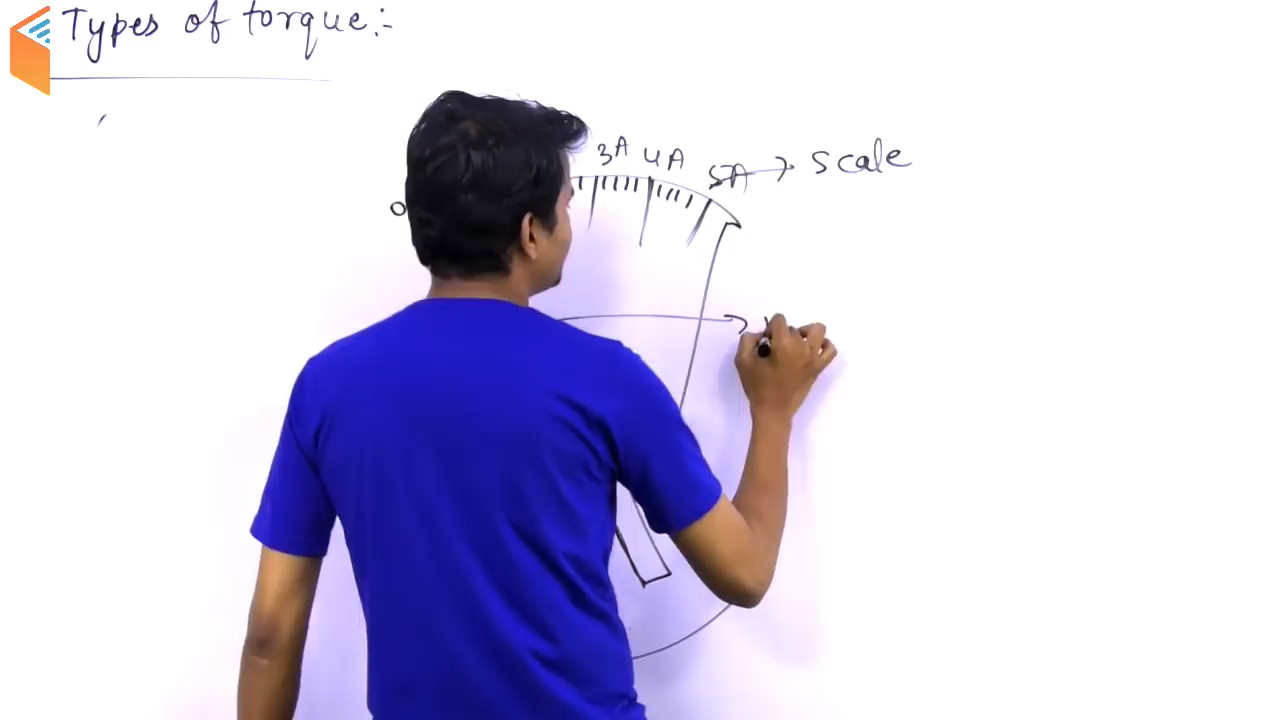 Types of torque:-
3A 4A
5A → scale
0